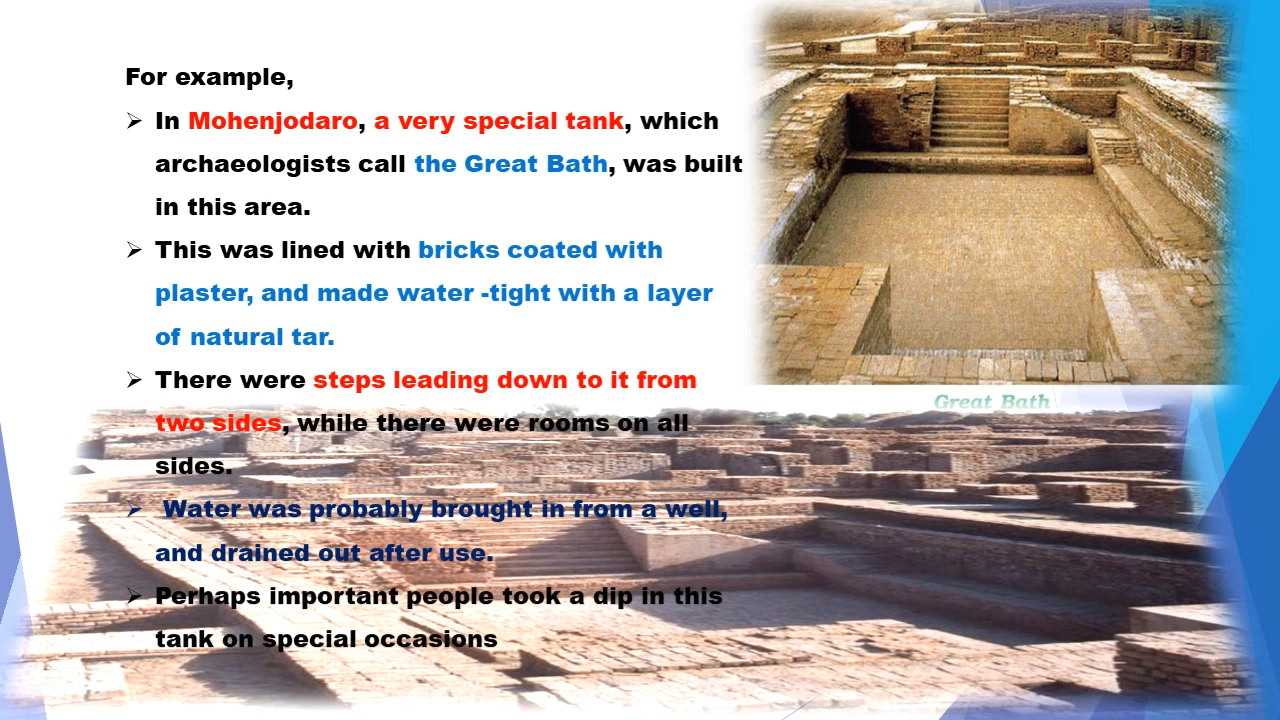 For example,
➢ In Mohenjodaro, a very special tank, which
archaeologists call the Great Bath, was built
in this area.
➢ This was lined with bricks coated with
plaster, and made water -tight with a layer
of natural tar.
➢ There were steps leading down to it from
two sides, while there were rooms on all
sides.
➢ Water was probably brought in from a well,
and drained out after use.
➢ Perhaps important people took a dip in this
tank on special occasions
Great Bath